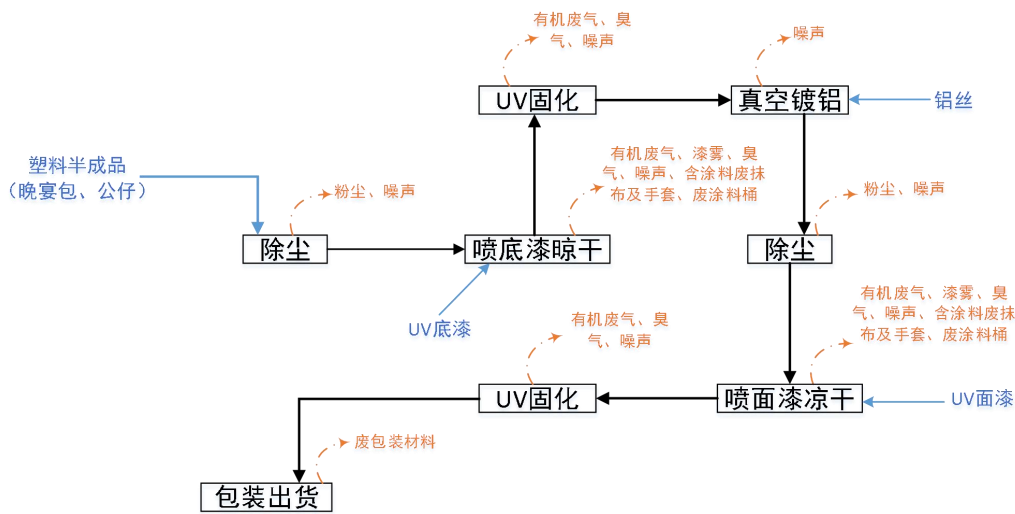 有机废气、臭
气、噪声
噪声
UV固化
真空镀铝
铝丝
塑料半成品
（晚宴包、公仔）
粉尘、噪声
有机废气、漆雾、臭
气、噪声、含涂料废抹
布及手套、废涂料桶
粉尘、噪声
除尘
喷底漆晾干
除尘
UV底漆
有机废气、臭
气、噪声
有机废气、漆雾、臭
气、噪声、含涂料废抹
布及手套、废涂料桶
UV固化
喷面漆凉干
UV面漆
废包装材料
包装出货